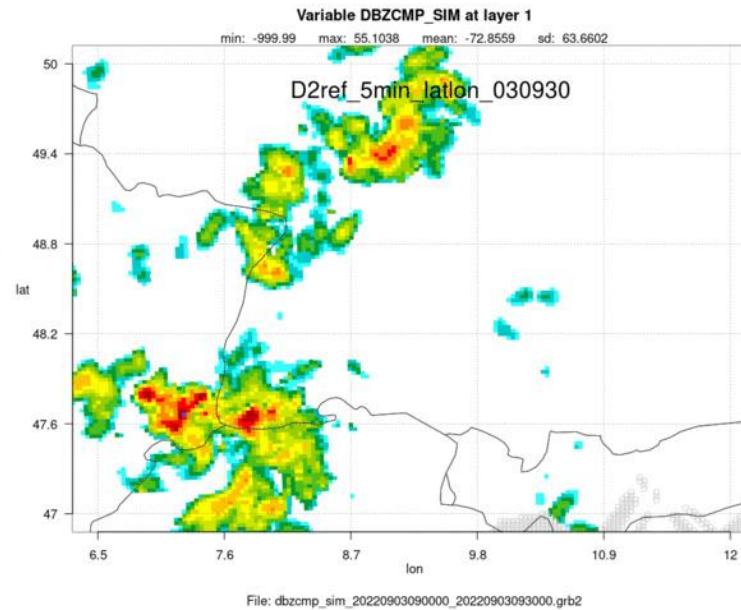 Variable DBZCMP_SIM at layer 1
min: -999.99 max: 55.1038 mean: -72.8559 sd: 63.6602
D2ref_5min_latlon_030930
50
49.4
48.8
lat
48.2
47.6
47
6.5 7.6 8.7 9.8 10.9 12
lon
File: dbzcmp_sim_20220903090000_20220903093000.grb2